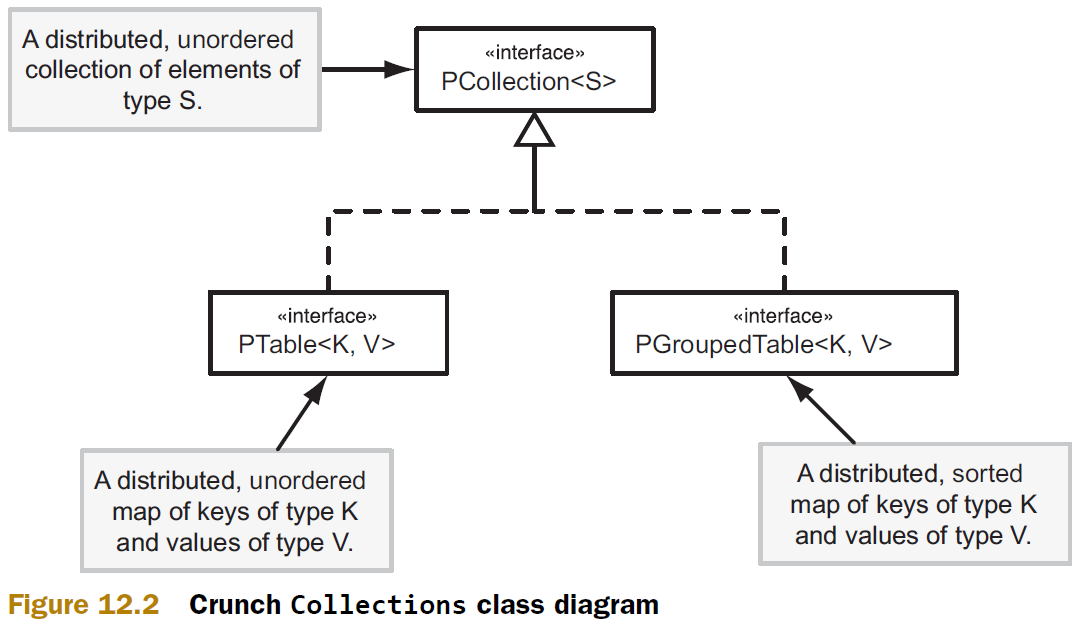 A distributed, unordered
collection of elements of
type S.
«interface»
PCollection<S>
«interface»
PTable<K, V>
«interface»
PGroupedTable<K, V>
A distributed, unordered
map of keys of type K
and values of type V.
A distributed, sorted
map of keys of type K
and values of type V.
Figure 12.2 Crunch Collections class diagram